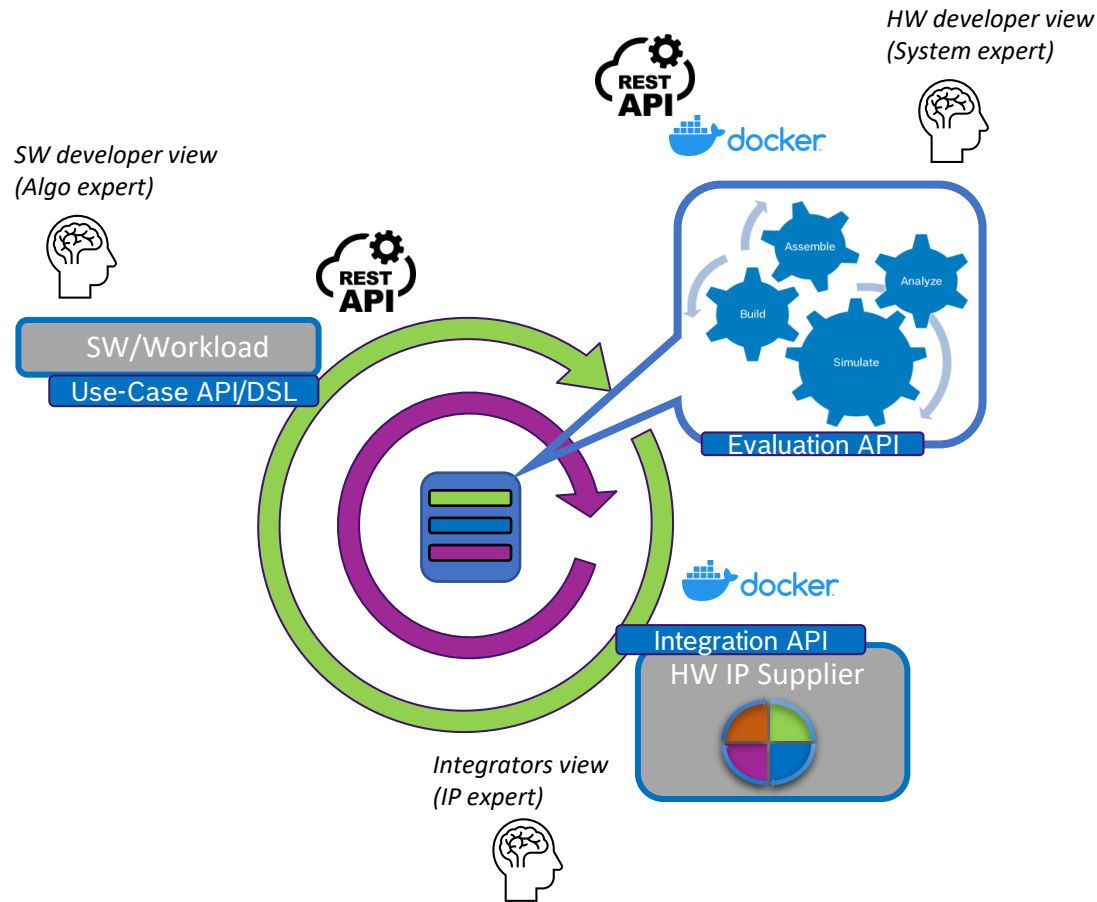 HW developer view
(System expert)
REST
API
docker
SW developer view
(Algo expert)
REST
API
Assemble
Analyze
Build
Simulate
SW/Workload
Use-Case API/DSL
Evaluation API
docker
Integration API
HW IP Supplier
Integrators view
(IP expert)